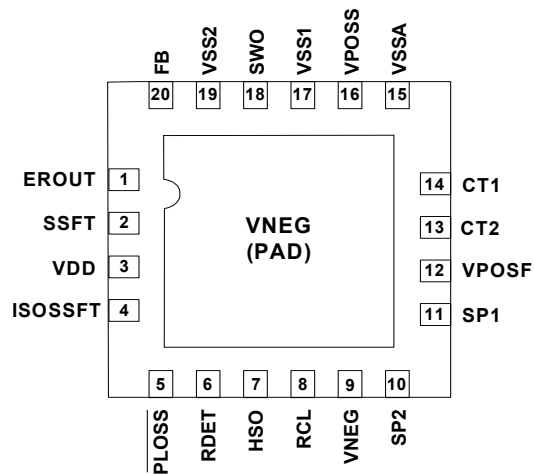 FB
VSS2
SWO
VSS1
VPOSS
VSSA
20
19
18
17
16
15
EROUT 1
SSFT 2
VDD 3
ISOSSFT 4
VNEG
(PAD)
14 CT1
13 CT2
12 VPOSF
11 SP1
5
6
7
8
9
10
PLOSS
RDET
HSO
RCL
VNEG
SP2